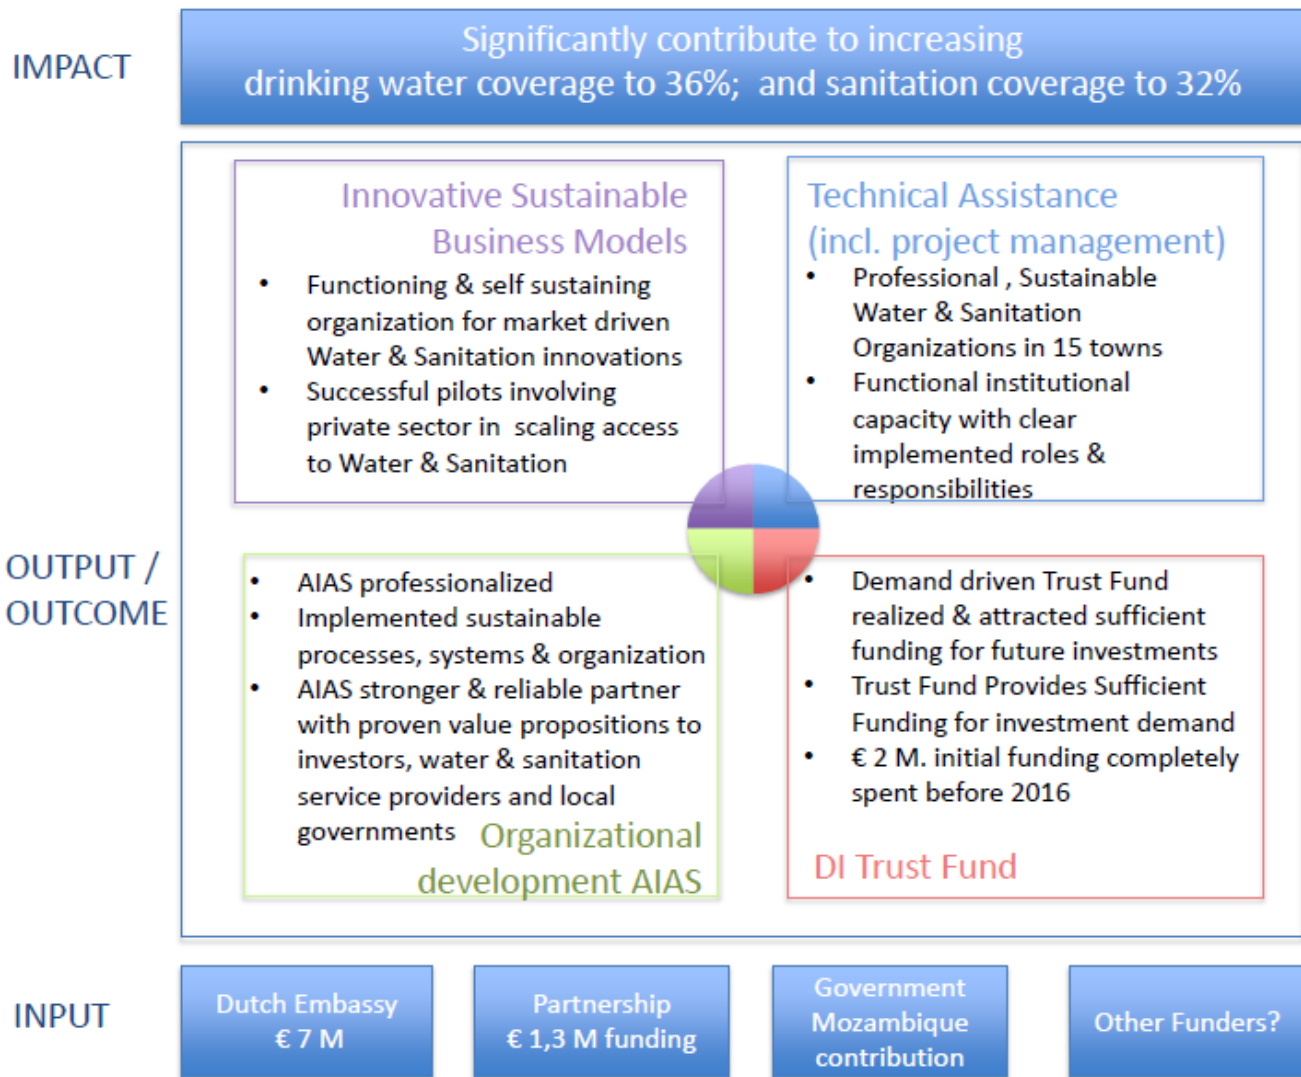 IMPACT
Significantly contribute to increasing
drinking water coverage to 36%; and sanitation coverage to 32%
OUTPUT /
OUTCOME
Innovative Sustainable
Business Models
• Functioning & self sustaining
organization for market driven
Water & Sanitation innovations
• Successful pilots involving
private sector in scaling access
to Water & Sanitation
Technical Assistance
(incl. project management)
• Professional , Sustainable
Water & Sanitation
Organizations in 15 towns
• Functional institutional
capacity with clear
implemented roles &
responsibilities
• AIAS professionalized
• Implemented sustainable
processes, systems & organization
• AIAS stronger & reliable partner
with proven value propositions to
investors, water & sanitation
service providers and local
governments
Organizational
development AIAS
• Demand driven Trust Fund
realized & attracted sufficient
funding for future investments
• Trust Fund Provides Sufficient
Funding for investment demand
• € 2 M. initial funding completely
spent before 2016
DI Trust Fund
INPUT
Dutch Embassy
€ 7 M
Partnership
€ 1,3 M funding
Government
Mozambique
contribution
Other Funders?